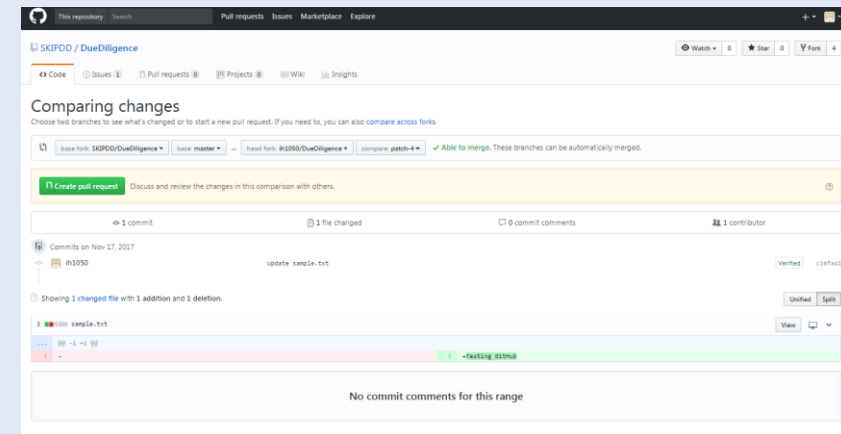 This repository Search Pull requests Issues Marketplace Explore
SKIPDD / DueDiligence Watch 0 Star 0 Fork 4
Code Issues 1 Pull requests 0 Projects 0 Wiki Insights
Comparing changes
Choose two branches to see what's changed or to start a new pull request. If you need to, you can also compare across forks.
base fork: SKIPDD/DueDiligence base: master ... head fork: ih1050/DueDiligence compare: patch-4 ✓ Able to merge. These branches can be automatically merged.
Create pull request Discuss and review the changes in this comparison with others.
1 commit 1 file changed 0 commit comments 1 contributor
Commits on Nov 17, 2017
ih1050 Update sample.txt Verified
Showing 1 changed file with 1 addition and 1 deletion. Unified Split
2 sample.txt View
... @@ -1 +1 @@
1 - 1 +Testing GitHub
No commit comments for this range